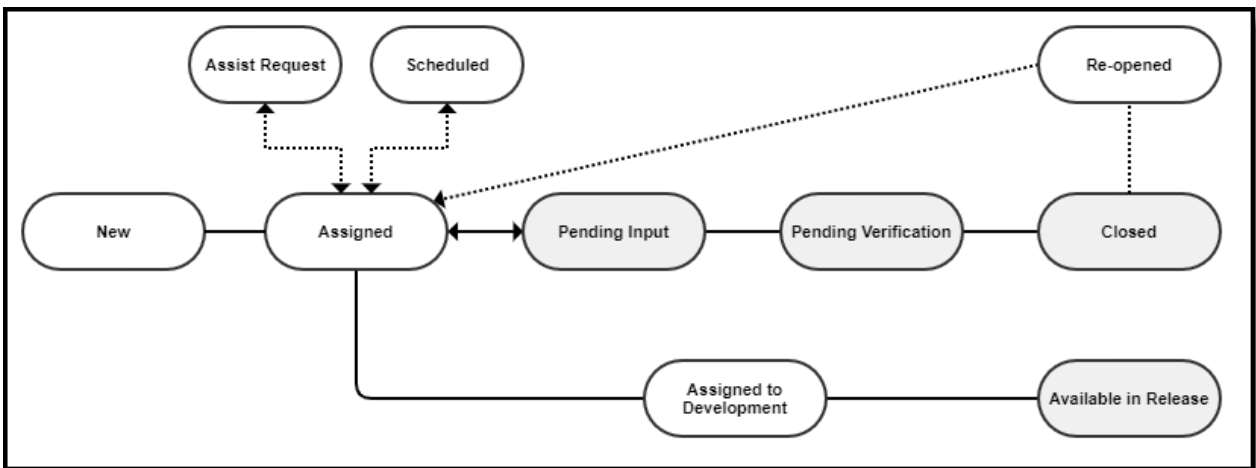 Assist Request
Scheduled
Re-opened
New
Assigned
Pending Input
Pending Verification
Closed
Assigned to
Development
Available in Release